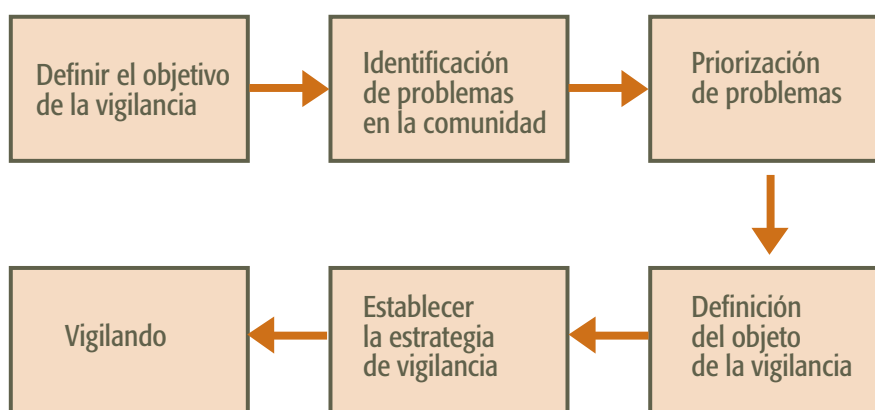 Definir el objetivo
de la vigilancia
Identificación
de problemas
en la comunidad
Priorización
de problemas
Definición
del objeto
de la vigilancia
Establecer
la estrategia
de vigilancia
Vigilando